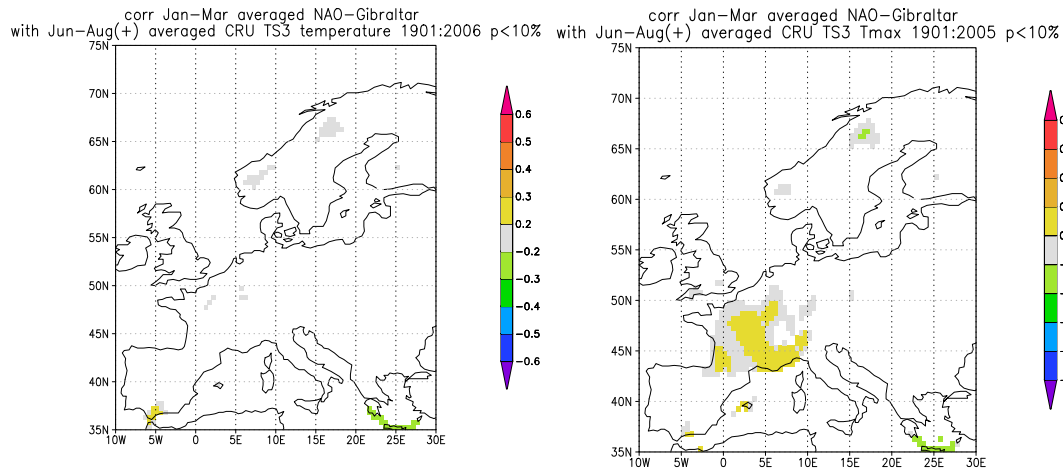 corr Jan-Mar averaged NAO-Gibraltar
with Jun-Aug(+) averaged CRU TS3 temperature 1901:2006 p<10%
75N
70N
65N
60N
55N
50N
45N
40N
35N
10W 5W 0 5E 10E 15E 20E 25E 30E
0.6
0.5
0.4
0.3
0.2
-0.2
-0.3
-0.4
-0.5
-0.6
corr Jan-Mar averaged NAO-Gibraltar
with Jun-Aug(+) averaged CRU TS3 Tmax 1901:2005 p<10%
75N
70N
65N
60N
55N
50N
45N
40N
35N
10W 5W 0 5E 10E 15E 20E 25E 30E